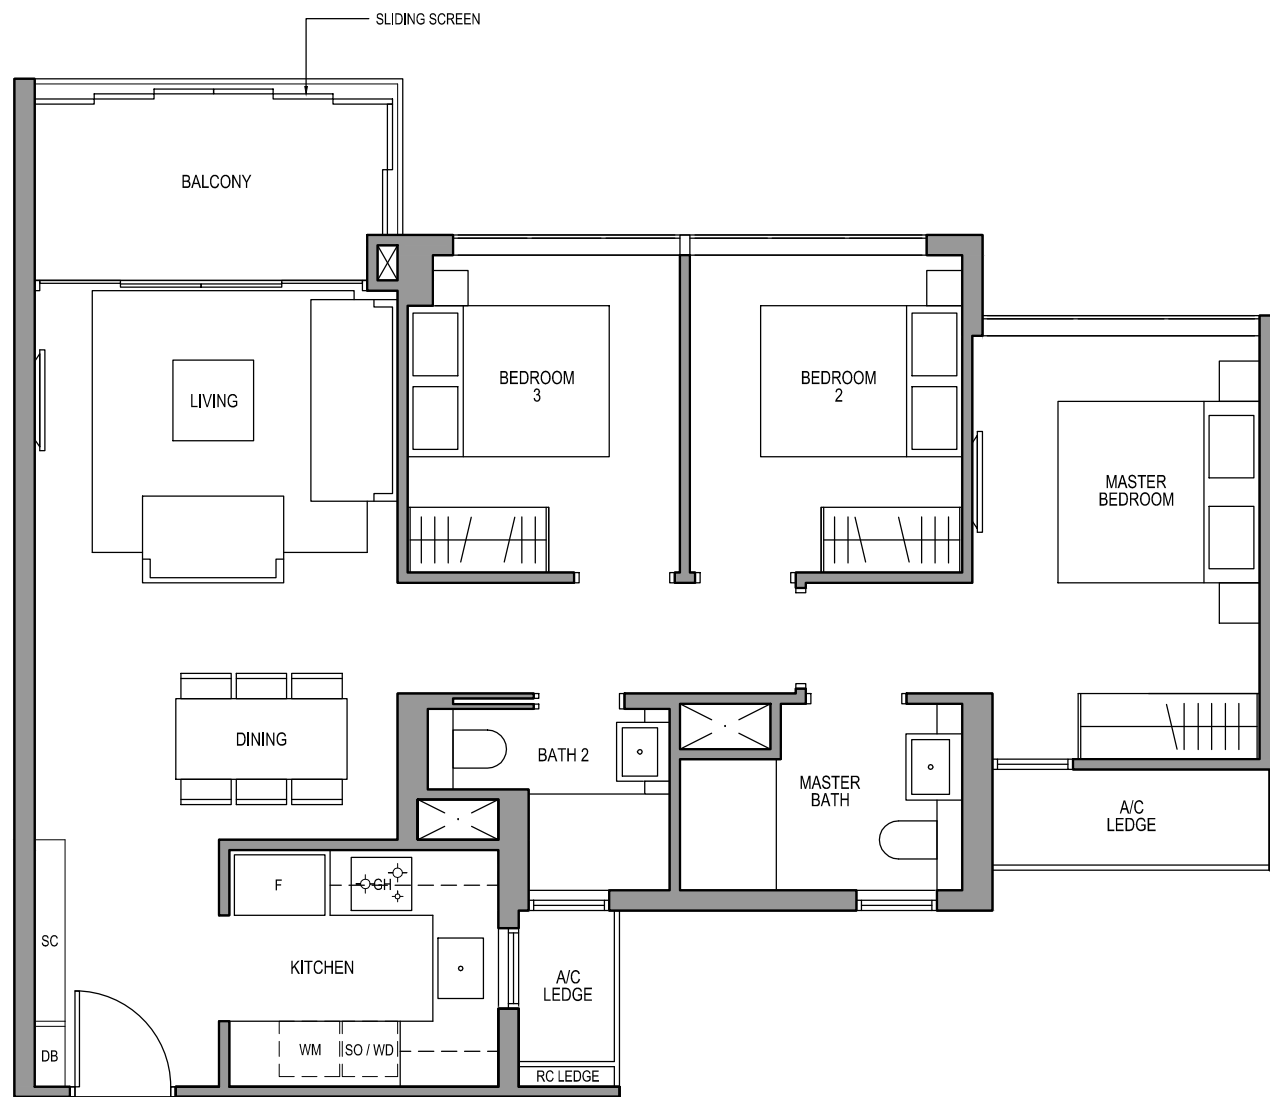 SLIDING SCREEN
BALCONY
LIVING
BEDROOM
3
BEDROOM
2
MASTER
BEDROOM
DINING
BATH 2
MASTER
BATH
A/C
LEDGE
F
GH
SC
KITCHEN
A/C
LEDGE
DB
WM
SO / WD
RC LEDGE